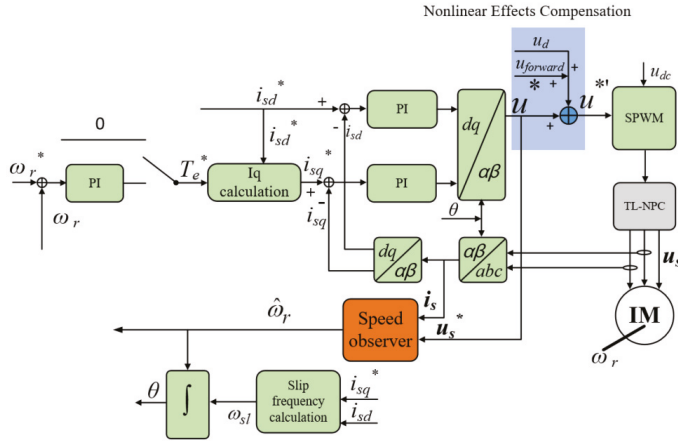 Nonlinear Effects Compensation
u_d
u_forward
+
*
+
u
+
u*'
u_dc
SPWM
i_sd*
+
-
i_sd
PI
i_sd*
dq
αβ
0
ω_r*
PI
ω_r
T_e*
Iq
calculation
i_sq*
+
-
i_sq
PI
θ
TL-NPC
dq
αβ
αβ
abc
u_s
i_s
u_s*
IM
ω_r
ω̂_r
Speed
observer
θ
∫
ω_sl
Slip
frequency
calculation
i_sq*
i_sd